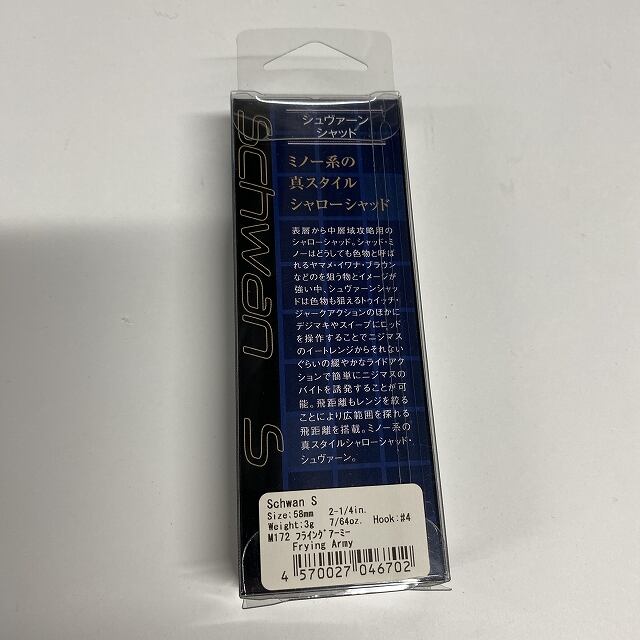 Schwan S
シュヴァーン
シャット
ミノー系の
真スタイル
シャローシャッド
表層から中層域攻略用の
シャローシャッド。シャッド・ミ
ノーはどうしても色物と呼ば
れるヤマメ・イワナ・ブラウン
などのを狙う物とイメージが
強い中、シュヴァーンシャッ
ドは色物も狙えるトゥイッチ・
ジャークアクションのほかに
デジマキやスイープにロッド
を操作することでニジマス
のイートレンジからそれない
ぐらいの緩やかなライドアク
ションで簡単にニジマスの
バイトを誘発することが可
能。飛距離もレンジを絞る
ことにより広範囲を探れる
飛距離を搭載。ミノー系の
真スタイルシャローシャッド・
シュヴァーン。
Schwan S
Size:58mm 2-1/4in.
Weight:3g 7/64oz. Hook:#4
M172 フライングアーミー
Frying Army
4 570027 046702